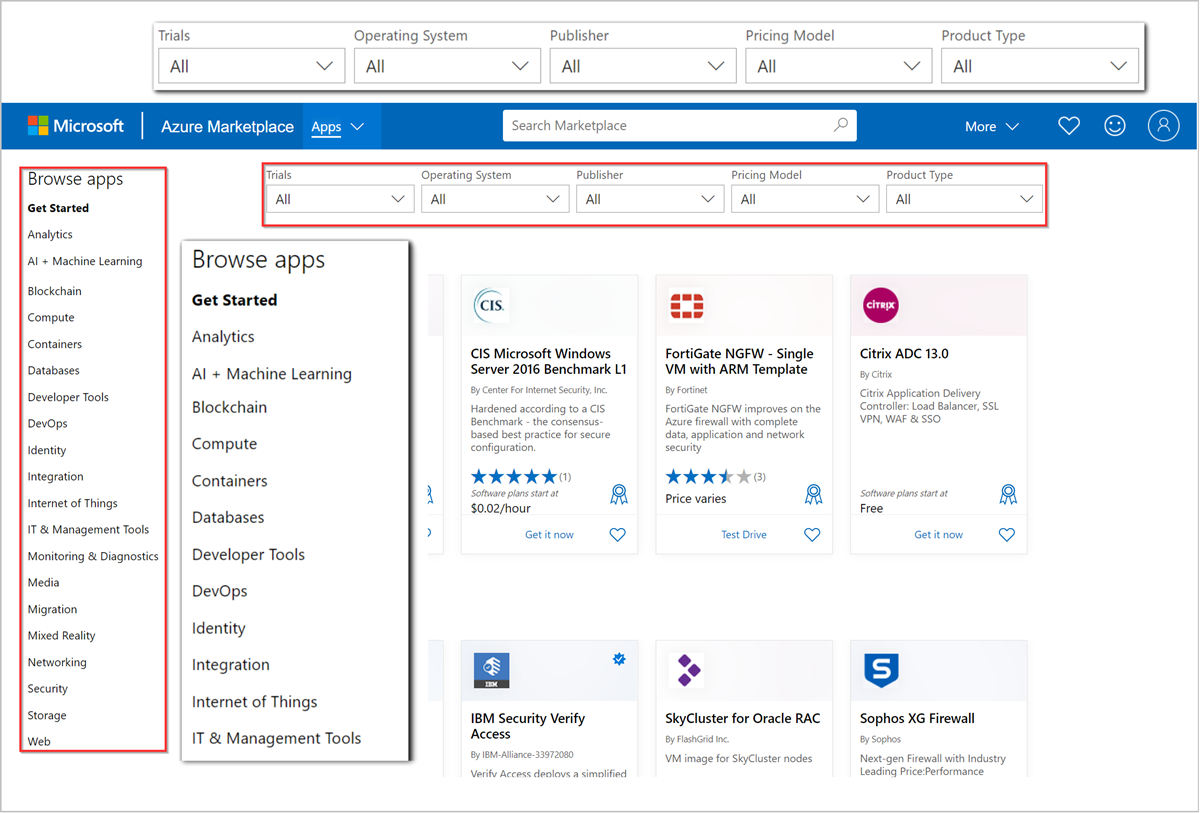 Trials Operating System Publisher Pricing Model Product Type
All All All All All
Microsoft Azure Marketplace Apps Search Marketplace More
Browse apps
Get Started
Analytics
AI + Machine Learning
Blockchain
Compute
Containers
Databases
Developer Tools
DevOps
Identity
Integration
Internet of Things
IT & Management Tools
Monitoring & Diagnostics
Media
Migration
Mixed Reality
Networking
Security
Storage
Web
Trials Operating System Publisher Pricing Model Product Type
All All All All All
Browse apps
Get Started
Analytics
AI + Machine Learning
Blockchain
Compute
Containers
Databases
Developer Tools
DevOps
Identity
Integration
Internet of Things
IT & Management Tools
CIS.
CIS Microsoft Windows
Server 2016 Benchmark L1
By Center For Internet Security, Inc.
Hardened according to a CIS
Benchmark - the consensus-
based best practice for secure
configuration.
(1)
Software plans start at
$0.02/hour
Get it now
FortiGate NGFW - Single
VM with ARM Template
By Fortinet
FortiGate NGFW improves on the
Azure firewall with complete
data, application and network
security
(3)
Price varies
Test Drive
CITRIX
Citrix ADC 13.0
By Citrix
Citrix Application Delivery
Controller: Load Balancer, SSL
VPN, WAF & SSO
Software plans start at
Free
Get it now
IBM
IBM Security Verify
Access
By IBM-Alliance-33972080
Verify Access deploys a simplified
SkyCluster for Oracle RAC
By FlashGrid Inc.
VM image for SkyCluster nodes
S
Sophos XG Firewall
By Sophos
Next-gen Firewall with Industry
Leading Price:Performance